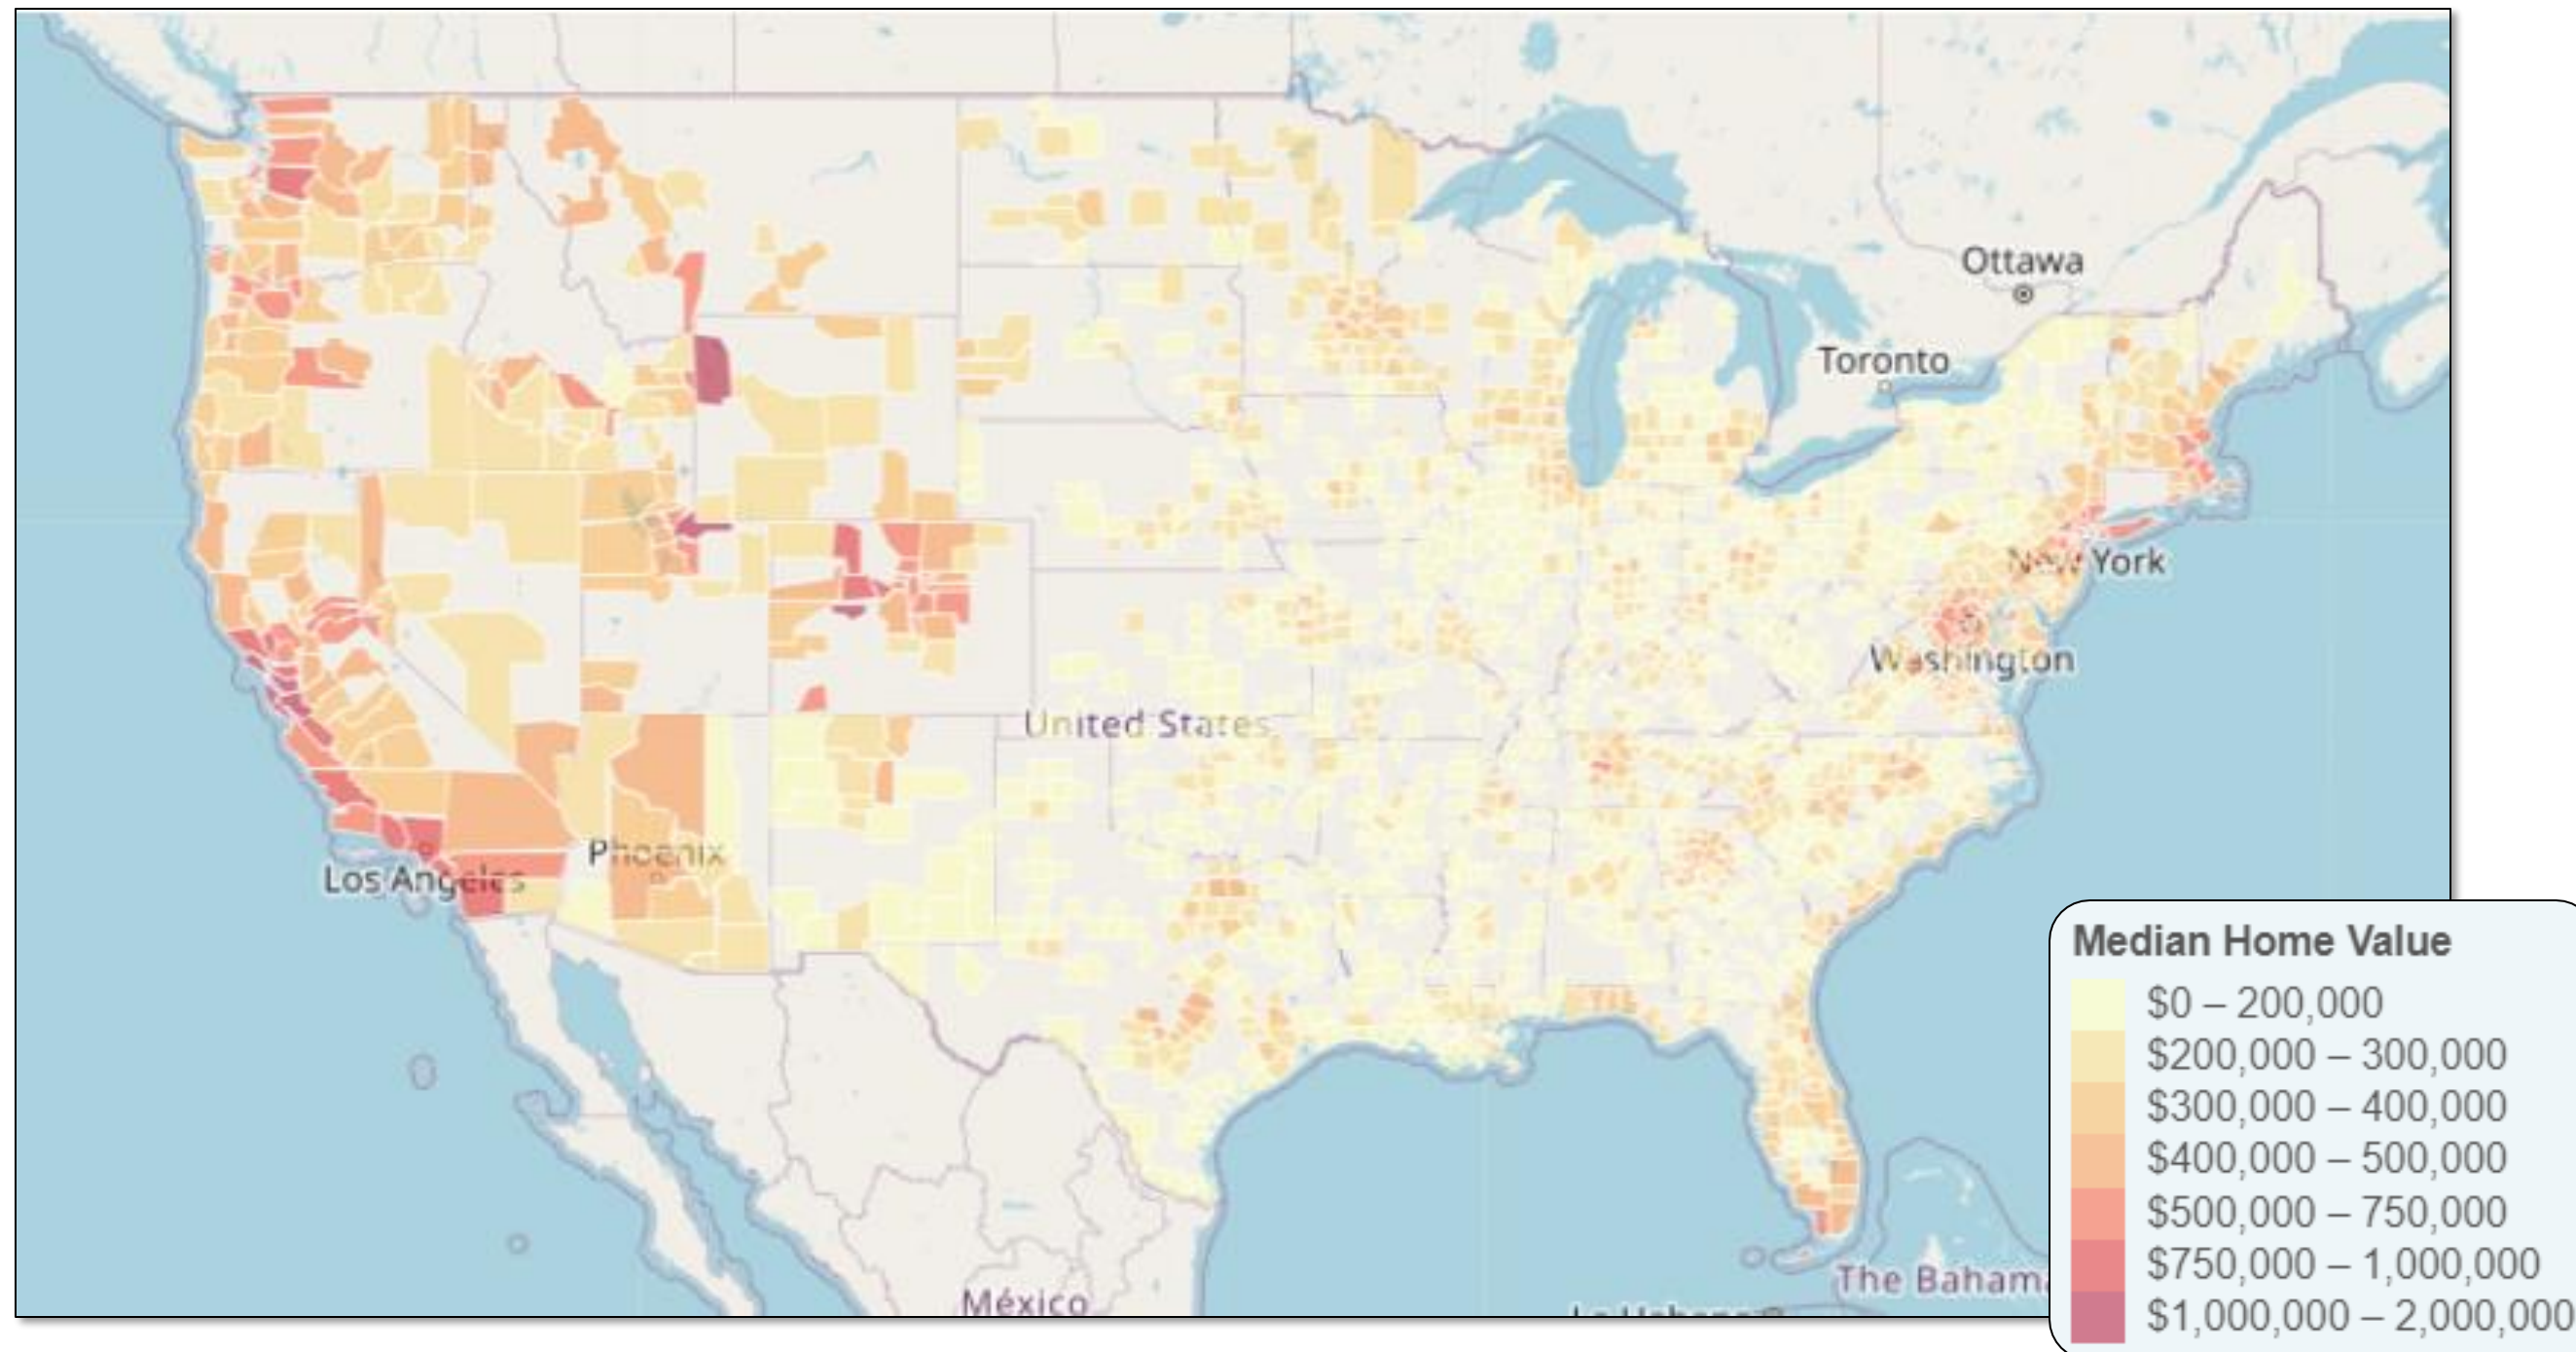 Ottawa
Toronto
New York
Washington
United States
Phoenix
Los Angeles
México
The Baham
Median Home Value
$0 – 200,000
$200,000 – 300,000
$300,000 – 400,000
$400,000 – 500,000
$500,000 – 750,000
$750,000 – 1,000,000
$1,000,000 – 2,000,000